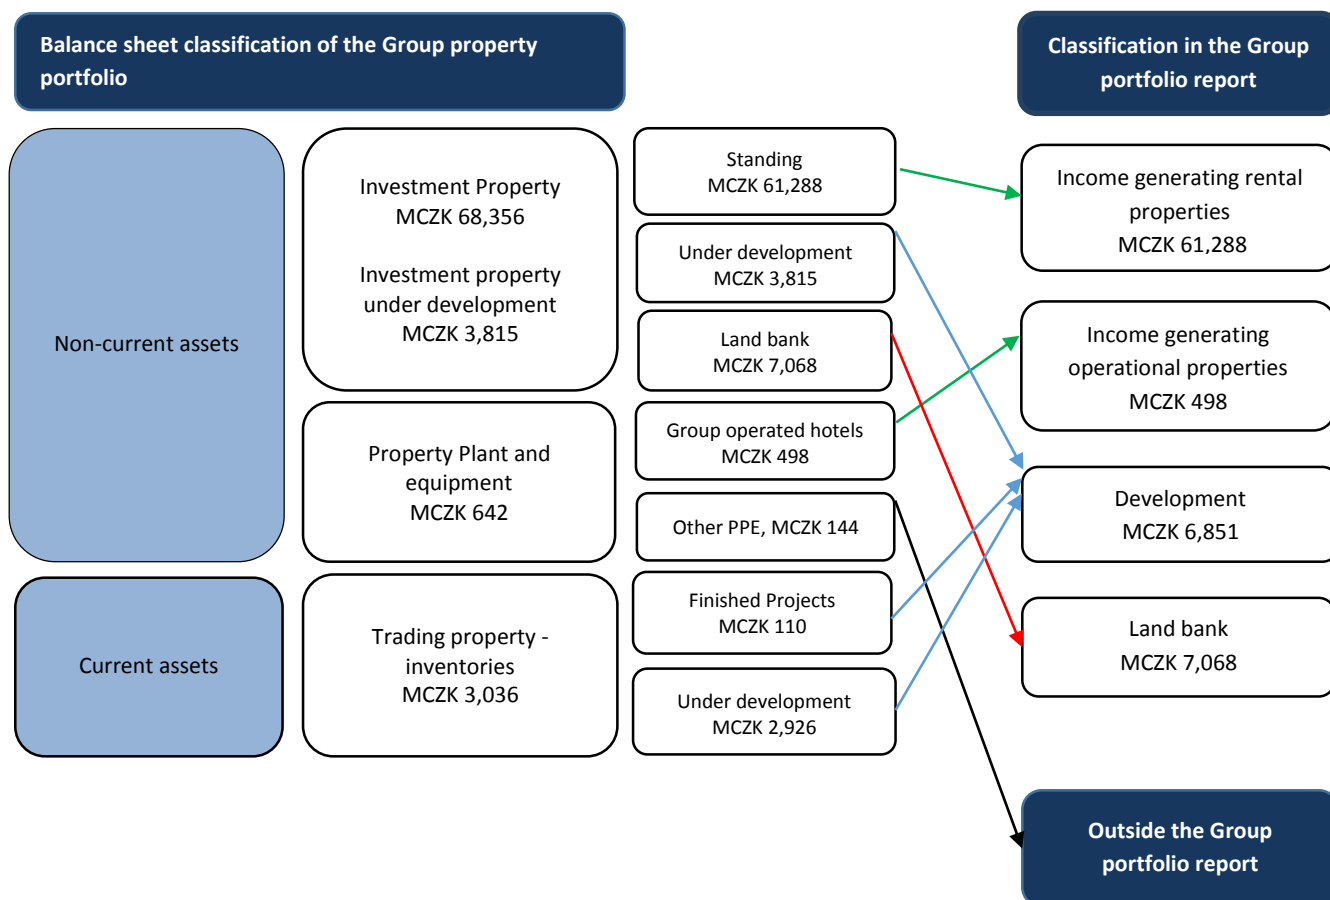 Balance sheet classification of the Group property
portfolio
Classification in the Group
portfolio report
Non-current assets
Investment Property
MCZK 68,356
Investment property
under development
MCZK 3,815
Property Plant and
equipment
MCZK 642
Current assets
Trading property -
inventories
MCZK 3,036
Standing
MCZK 61,288
Under development
MCZK 3,815
Land bank
MCZK 7,068
Group operated hotels
MCZK 498
Other PPE, MCZK 144
Finished Projects
MCZK 110
Under development
MCZK 2,926
Income generating rental
properties
MCZK 61,288
Income generating
operational properties
MCZK 498
Development
MCZK 6,851
Land bank
MCZK 7,068
Outside the Group
portfolio report